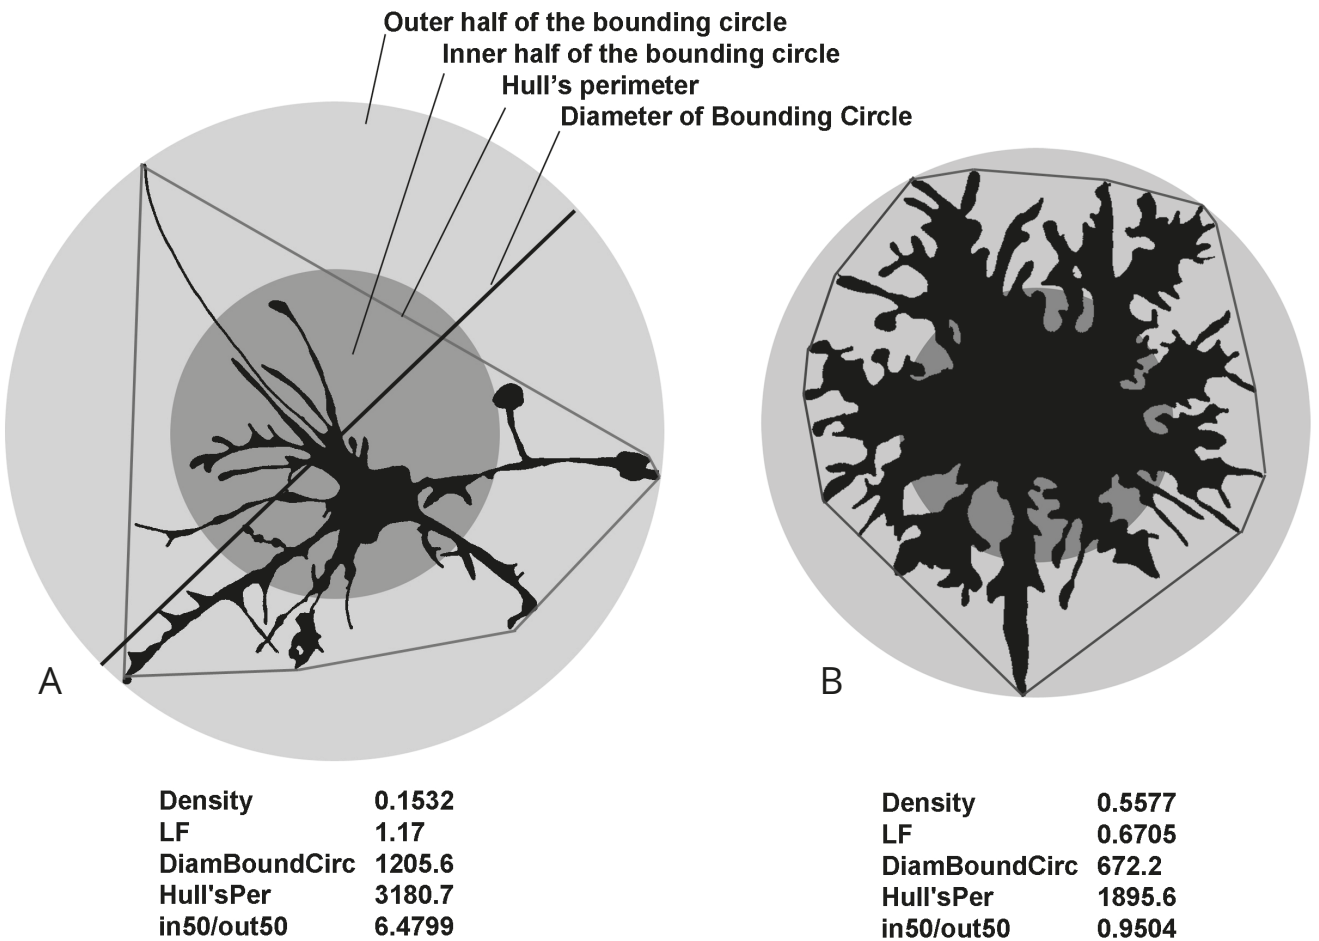 Outer half of the bounding circle
Inner half of the bounding circle
Hull’s perimeter
Diameter of Bounding Circle
A
B
Density 0.1532
LF 1.17
DiamBoundCirc 1205.6
Hull'sPer 3180.7
in50/out50 6.4799
Density 0.5577
LF 0.6705
DiamBoundCirc 672.2
Hull'sPer 1895.6
in50/out50 0.9504